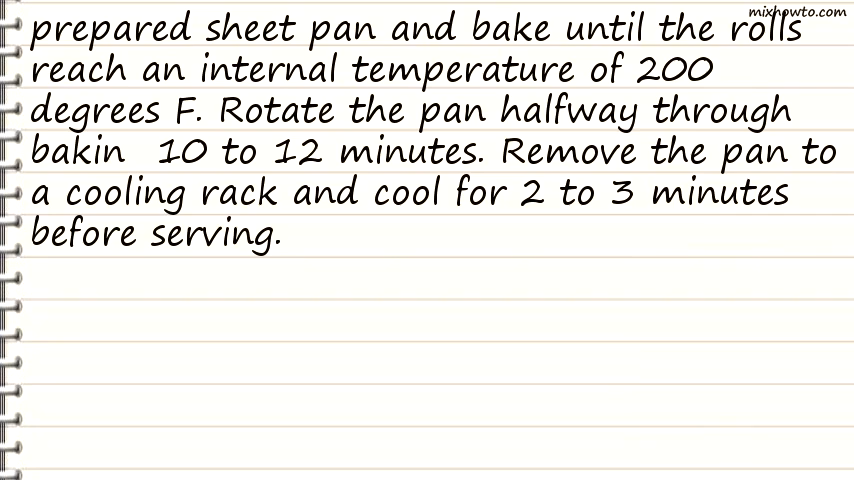 mixhowto.com
prepared sheet pan and bake until the rolls
reach an internal temperature of 200
degrees F. Rotate the pan halfway through
bakin  10 to 12 minutes. Remove the pan to
a cooling rack and cool for 2 to 3 minutes
before serving.